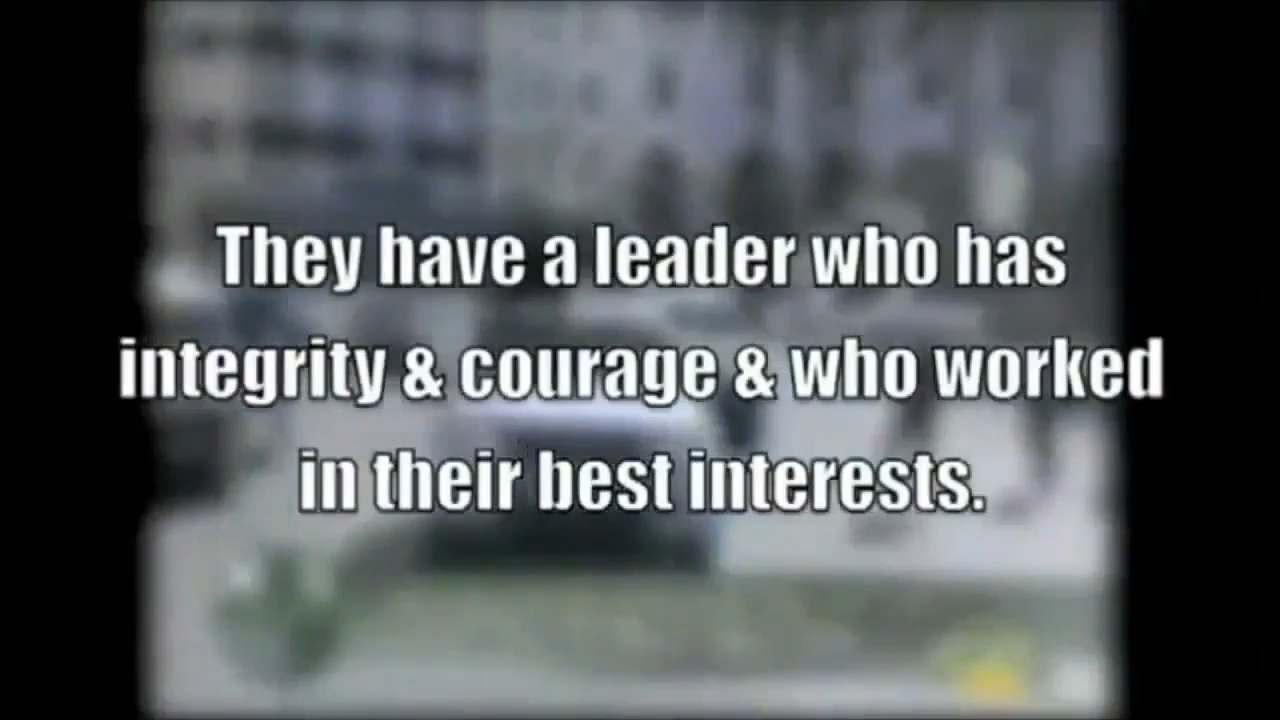 They have a leader who has
integrity & courage & who worked
in their best interests.